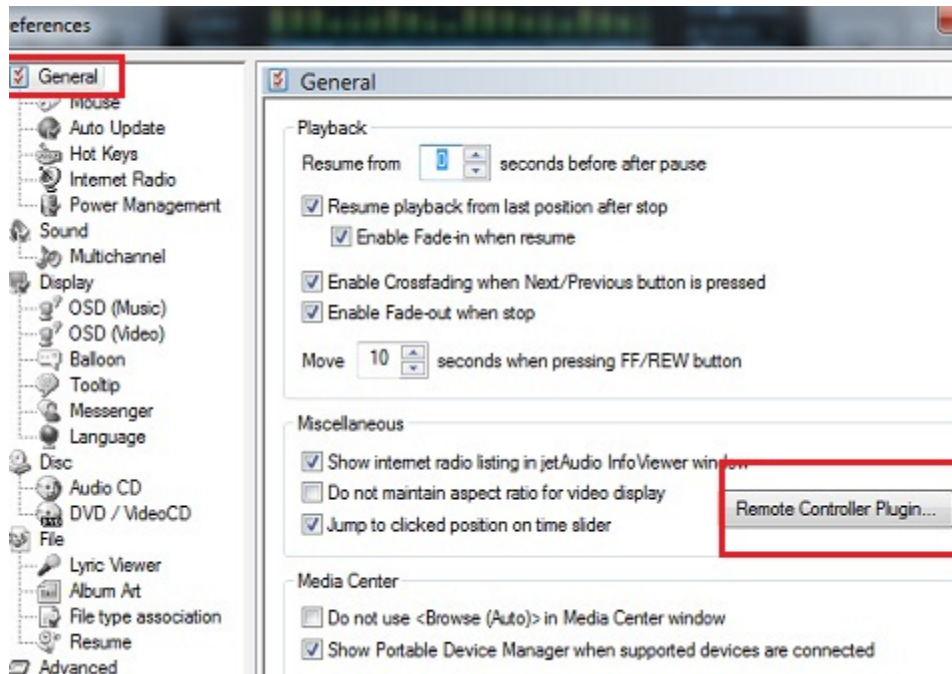 eferences
General
Mouse
Auto Update
Hot Keys
Internet Radio
Power Management
Sound
Multichannel
Display
OSD (Music)
OSD (Video)
Balloon
Tooltip
Messenger
Language
Disc
Audio CD
DVD / VideoCD
File
Lyric Viewer
Album Art
File type association
Resume
Advanced
General
Playback
Resume from 0 seconds before after pause
Resume playback from last position after stop
Enable Fade-in when resume
Enable Crossfading when Next/Previous button is pressed
Enable Fade-out when stop
Move 10 seconds when pressing FF/REW button
Miscellaneous
Show internet radio listing in jetAudio InfoViewer window
Do not maintain aspect ratio for video display
Remote Controller Plugin...
Jump to clicked position on time slider
Media Center
Do not use <Browse (Auto)> in Media Center window
Show Portable Device Manager when supported devices are connected